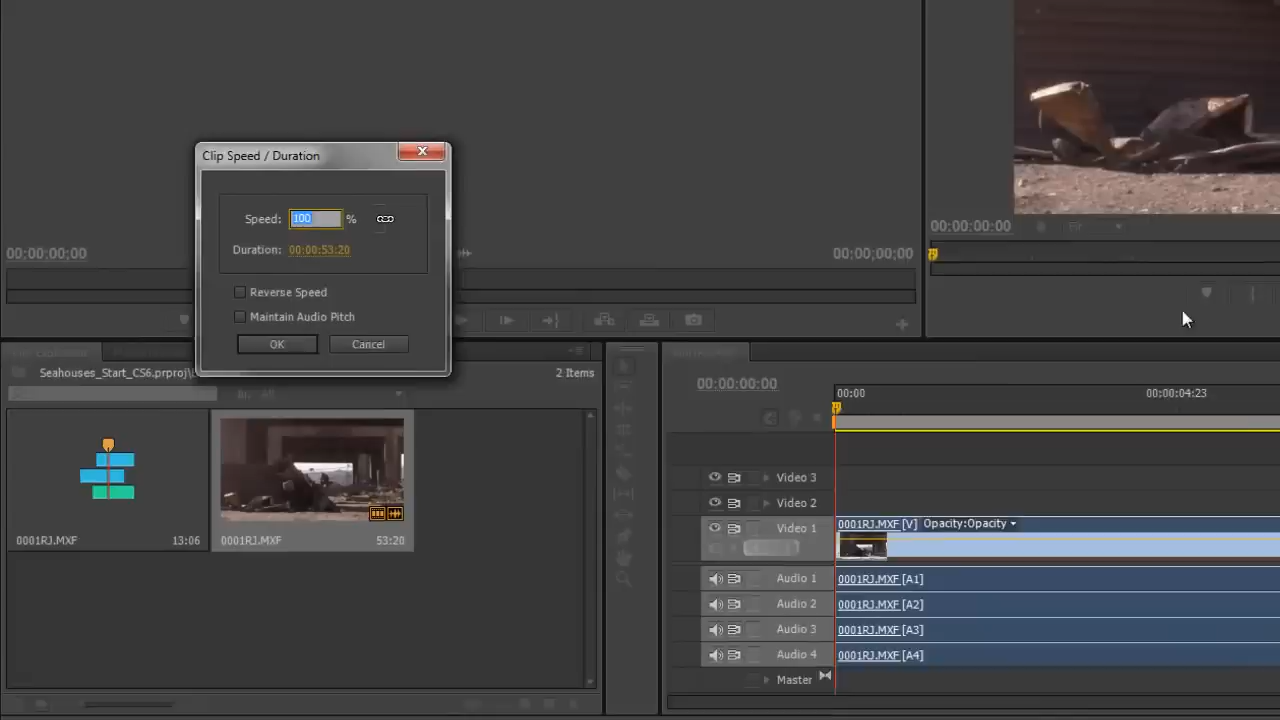 Clip Speed / Duration
Speed: 100 %
Duration: 00:00:53:20
Reverse Speed
Maintain Audio Pitch
OK Cancel
00;00;00;00
00;00;00;00
00:00:00:00
Fit
Seahouses_Start_CS6.prproj\
2 Items
In: All
0001RJ.MXF 13:06
0001RJ.MXF 53:20
00:00:00:00
00:00 00:00:04:23
Video 3
Video 2
Video 1
0001RJ.MXF [V] Opacity:Opacity
Audio 1 0001RJ.MXF [A1]
Audio 2 0001RJ.MXF [A2]
Audio 3 0001RJ.MXF [A3]
Audio 4 0001RJ.MXF [A4]
Master